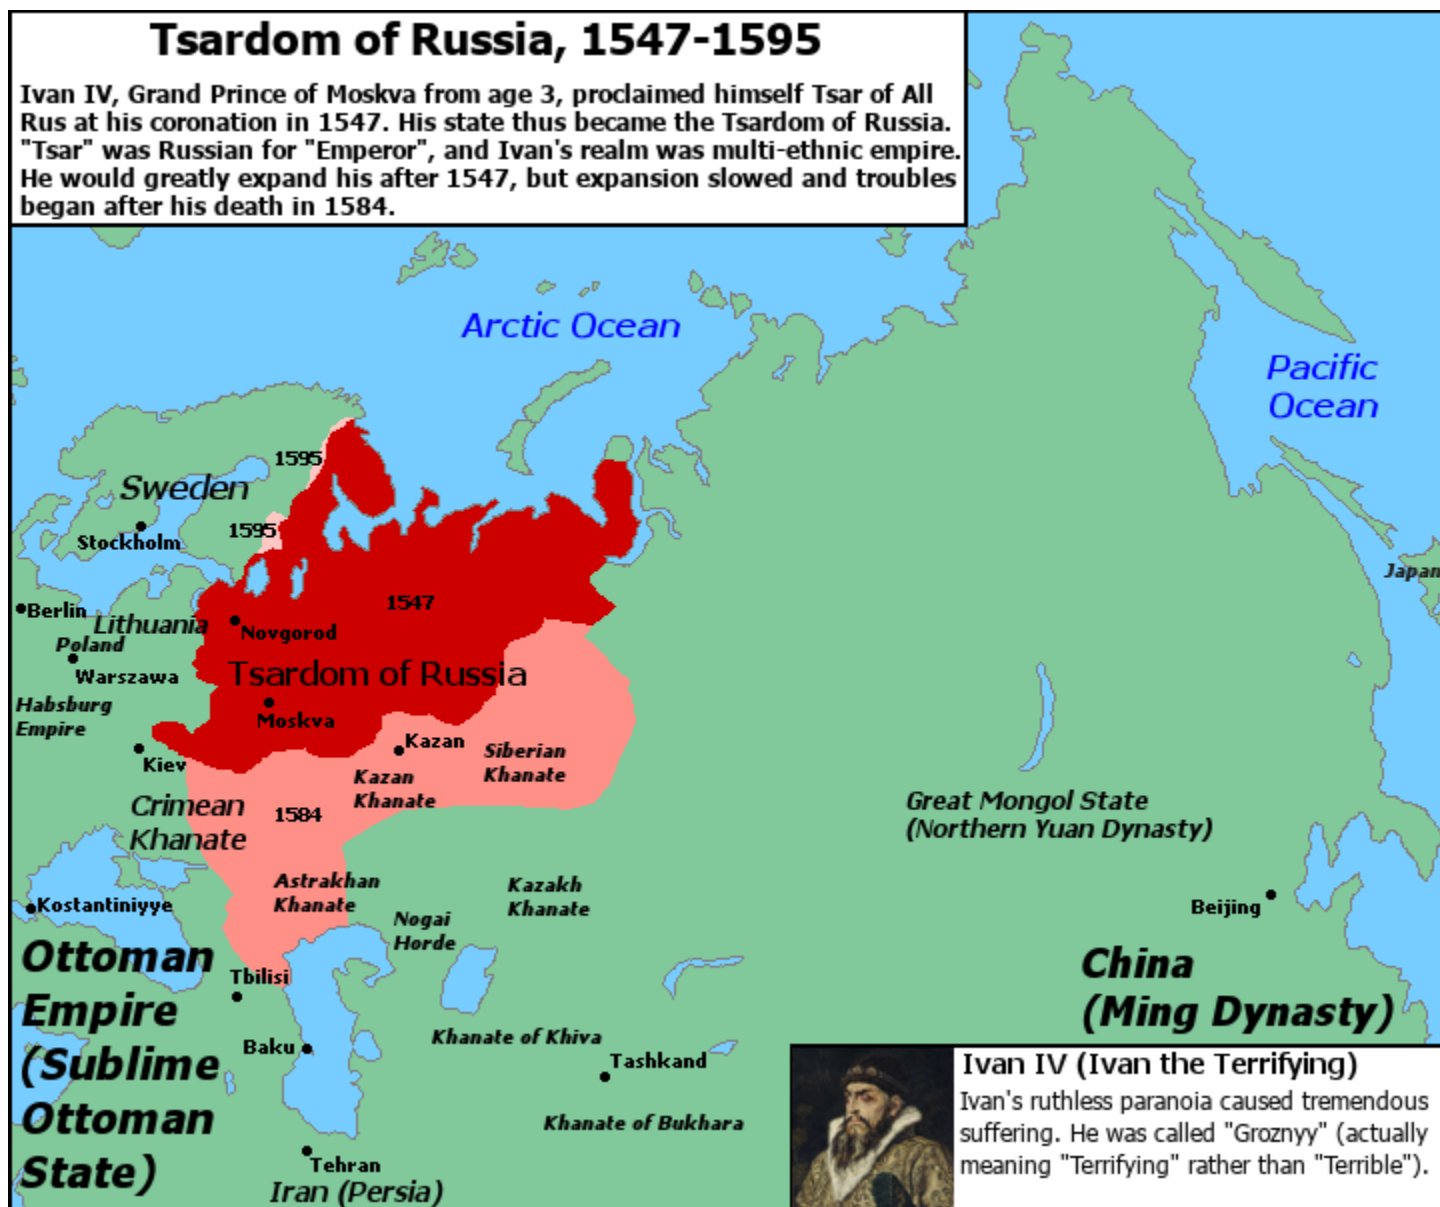 Tsardom of Russia, 1547-1595
Ivan IV, Grand Prince of Moskva from age 3, proclaimed himself Tsar of All
Rus at his coronation in 1547. His state thus became the Tsardom of Russia.
"Tsar" was Russian for "Emperor", and Ivan's realm was multi-ethnic empire.
He would greatly expand his after 1547, but expansion slowed and troubles
began after his death in 1584.
Arctic Ocean
Pacific
Ocean
1595
Sweden
1595
Stockholm
Japan
1547
Berlin
Lithuania
Novgorod
Poland
Warszawa
Tsardom of Russia
Habsburg
Empire
Moskva
Kazan
Kiev
Siberian
Khanate
Kazan
Khanate
Crimean
Khanate
1584
Great Mongol State
(Northern Yuan Dynasty)
Astrakhan
Khanate
Kazakh
Khanate
Kostantiniyye
Nogai
Horde
Beijing
Ottoman
Empire
(Sublime
Ottoman
State)
Tbilisi
China
(Ming Dynasty)
Baku
Khanate of Khiva
Tashkand
Khanate of Bukhara
Tehran
Iran (Persia)
Ivan IV (Ivan the Terrifying)
Ivan's ruthless paranoia caused tremendous
suffering. He was called "Groznyy" (actually
meaning "Terrifying" rather than "Terrible").